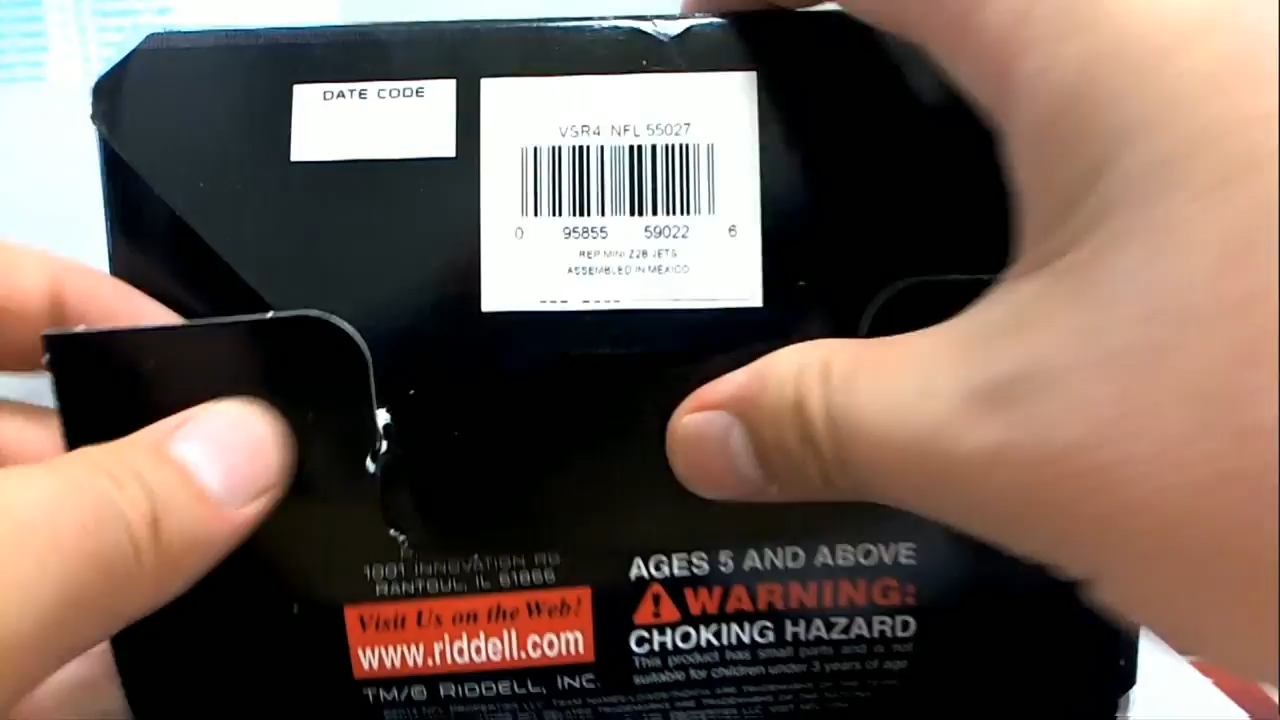 DATE CODE
VSR4 NFL 55027
0 95855 59022 6
REP MINI Z2B JETS
ASSEMBLED IN MEXICO
1001 INNOVATION RD
RANTOUL, IL 61866
Visit Us on the Web!
www.riddell.com
TM/© RIDDELL, INC.
AGES 5 AND ABOVE
WARNING:
CHOKING HAZARD
This product has small parts and is not
suitable for children under 3 years of age